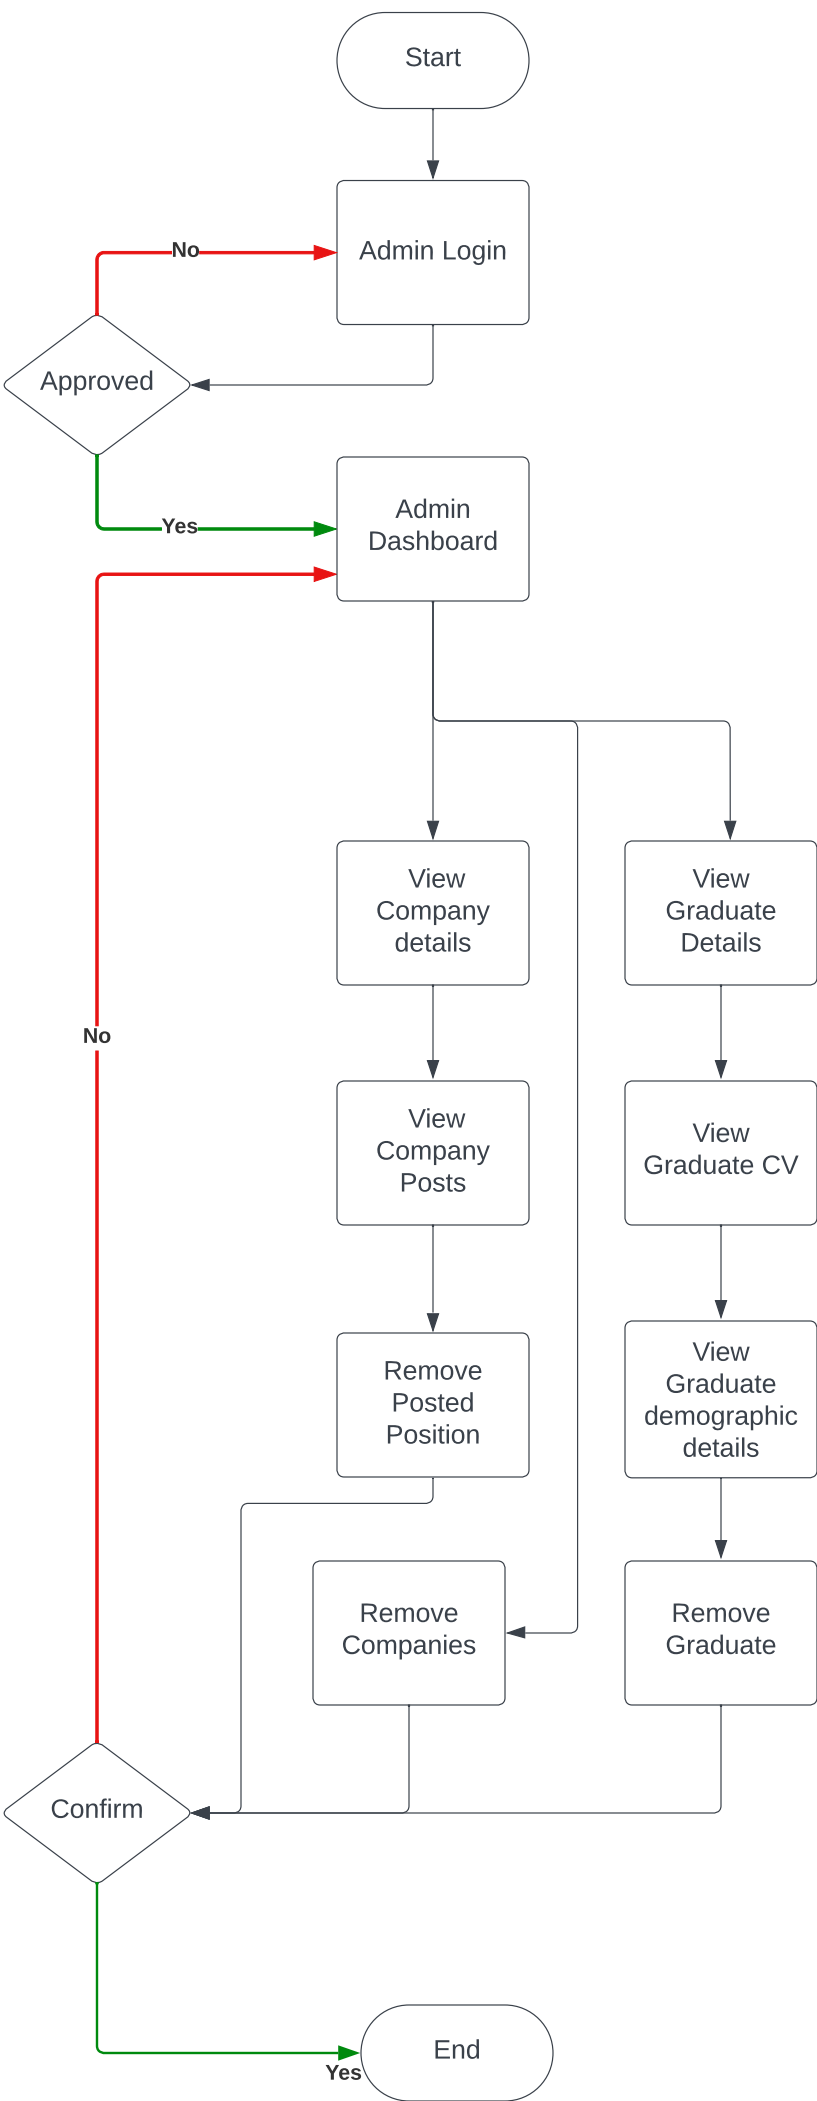 Start
Admin Login
No
Approved
Yes
Admin
Dashboard
View
Company
details
View
Graduate
Details
No
View
Company
Posts
View
Graduate CV
Remove
Posted
Position
View
Graduate
demographic
details
Remove
Companies
Remove
Graduate
Confirm
End
Yes